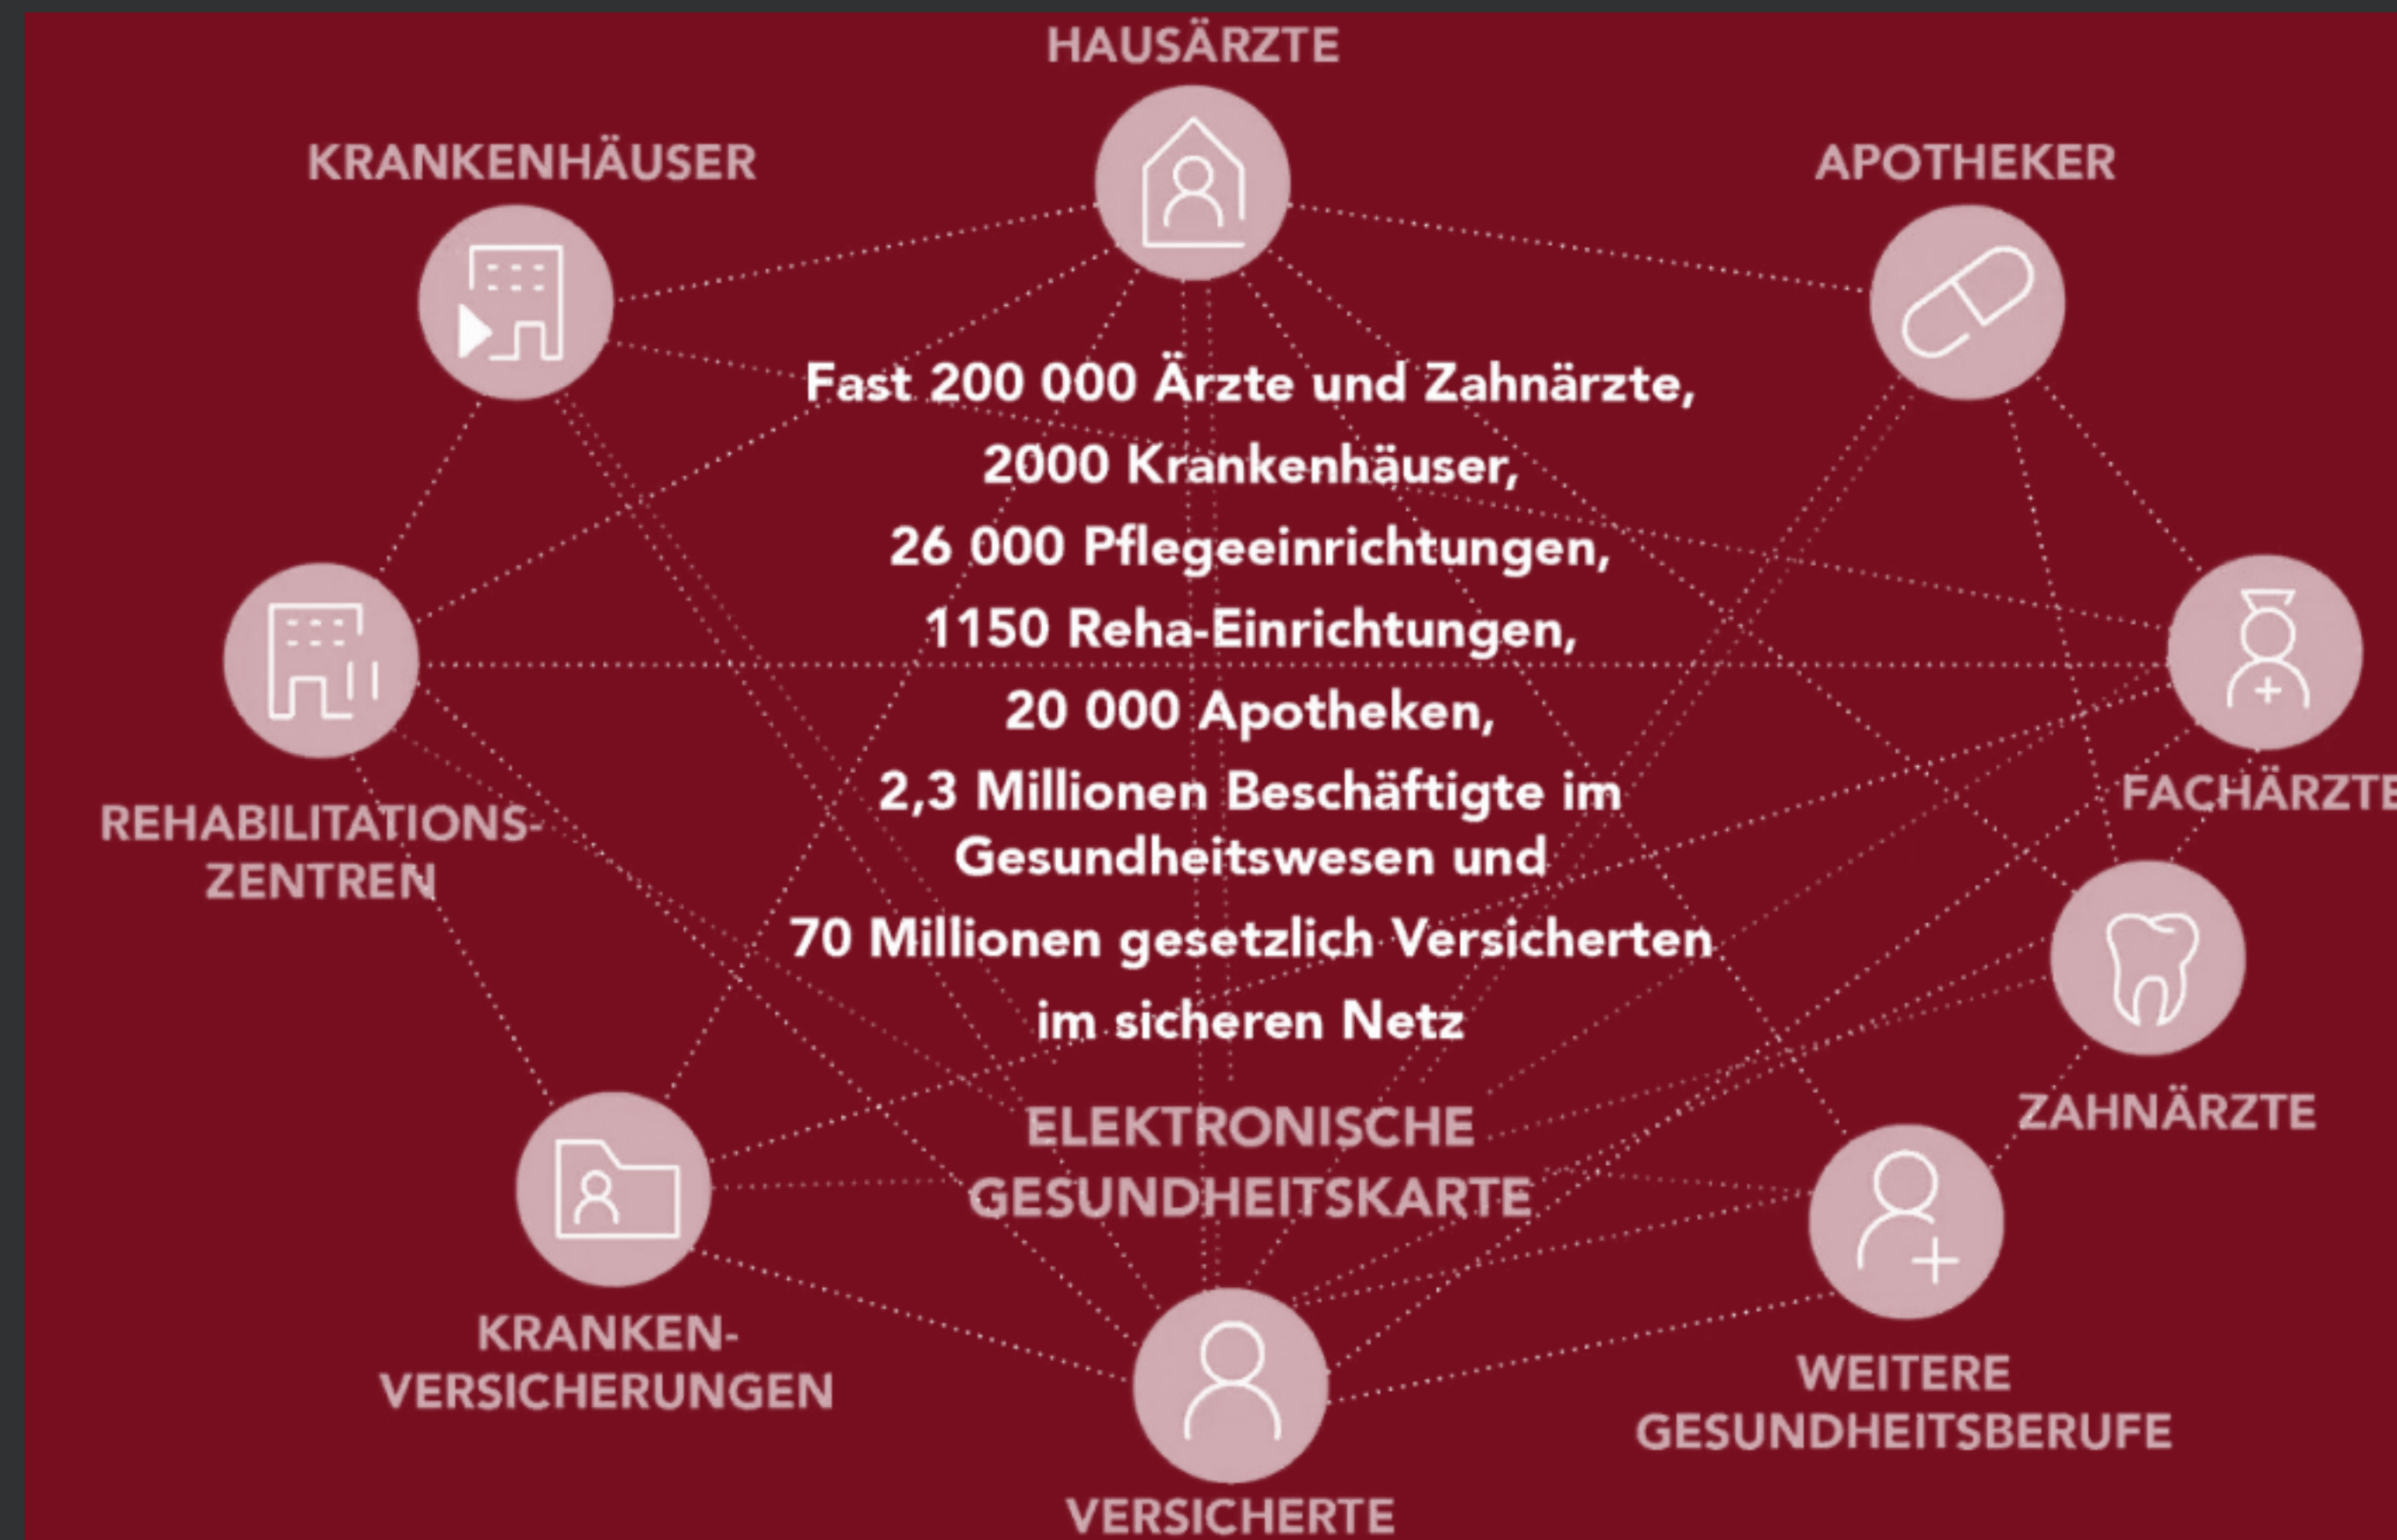 HAUSÄRZTE
KRANKENHÄUSER
APOTHEKER
Fast 200 000 Ärzte und Zahnärzte,
2000 Krankenhäuser,
26 000 Pflegeeinrichtungen,
1150 Reha-Einrichtungen,
20 000 Apotheken,
2,3 Millionen Beschäftigte im
Gesundheitswesen und
70 Millionen gesetzlich Versicherten
im sicheren Netz
FACHÄRZTE
REHABILITATIONS-
ZENTREN
ELEKTRONISCHE
GESUNDHEITSKARTE
ZAHNÄRZTE
KRANKEN-
VERSICHERUNGEN
WEITERE
GESUNDHEITSBERUFE
VERSICHERTE